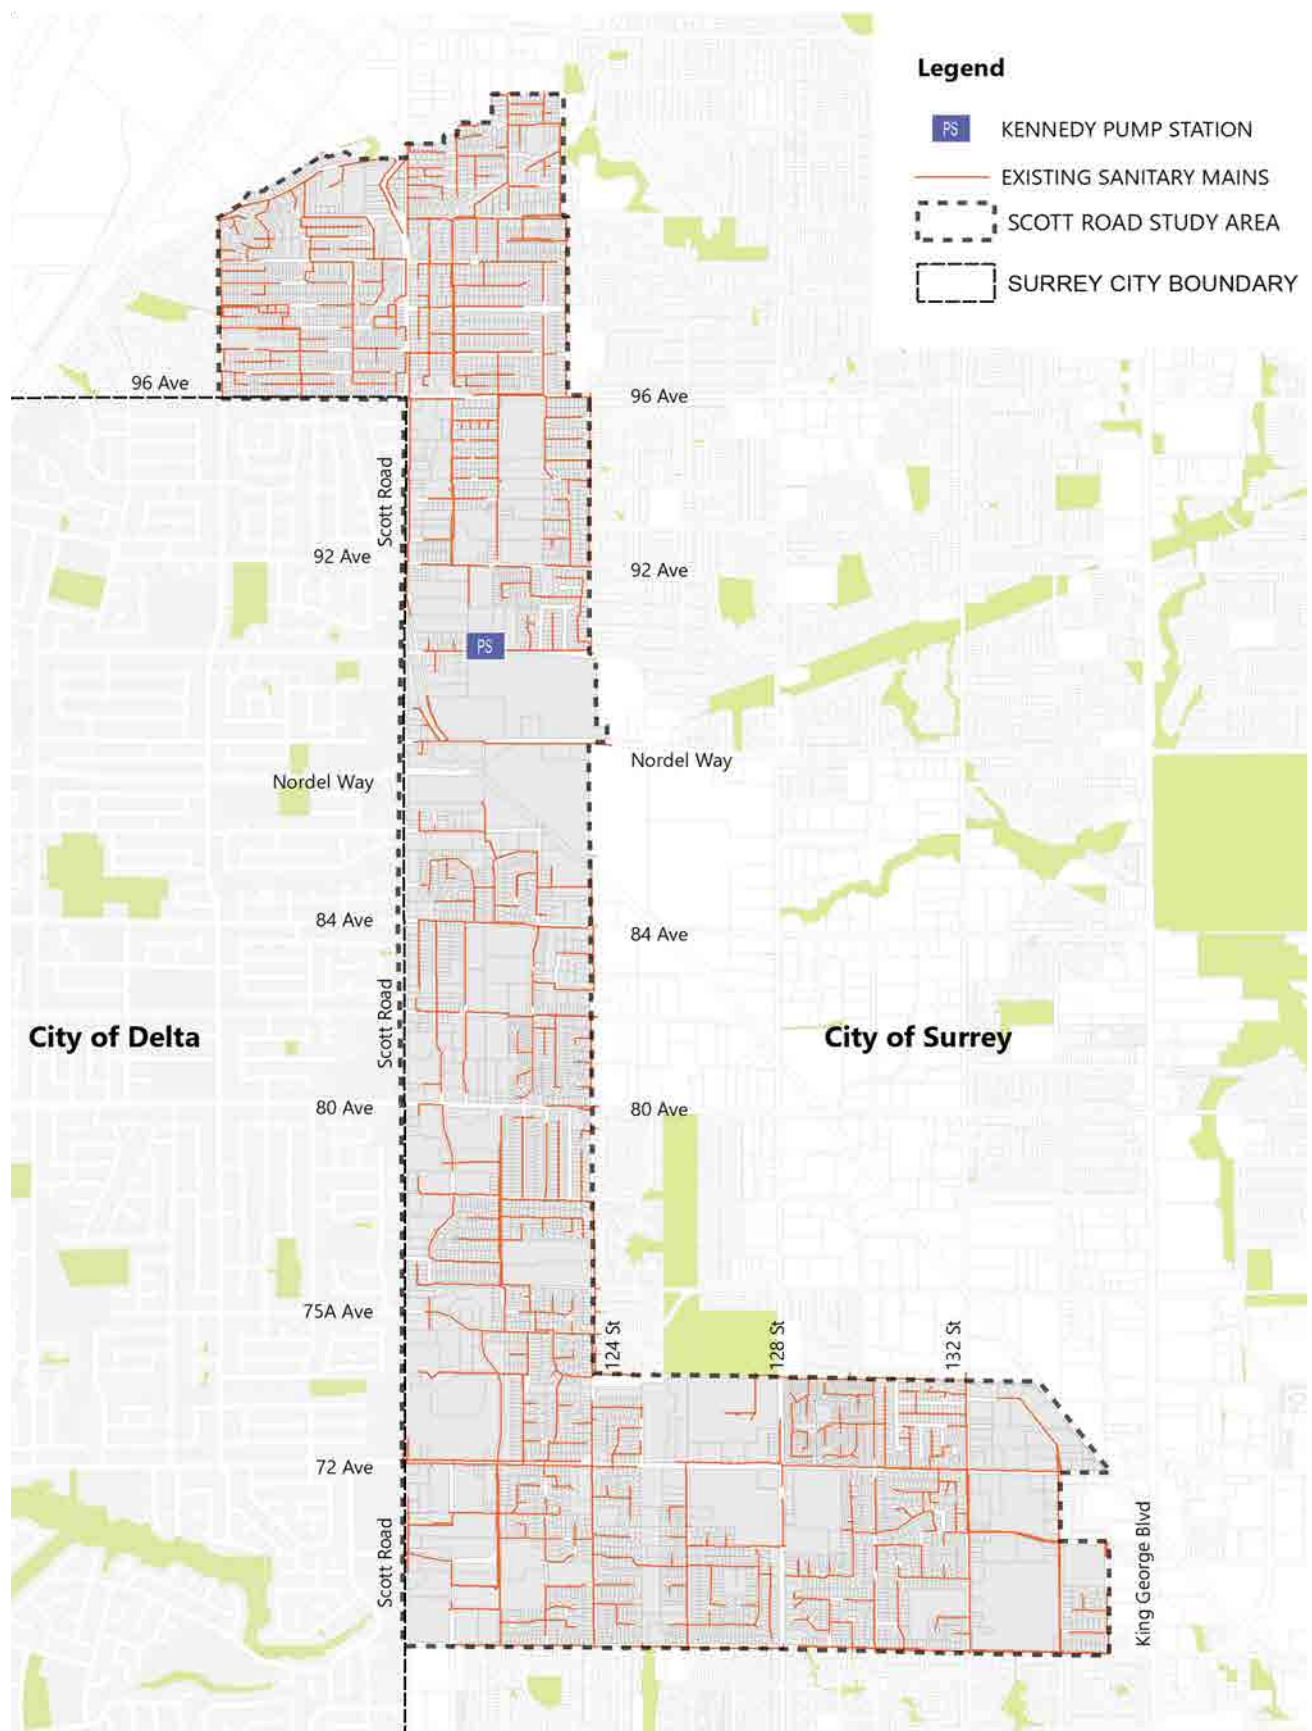 Legend
PS KENNEDY PUMP STATION
EXISTING SANITARY MAINS
SCOTT ROAD STUDY AREA
SURREY CITY BOUNDARY
96 Ave
96 Ave
Scott Road
92 Ave
92 Ave
PS
Nordel Way
Nordel Way
84 Ave
84 Ave
Scott Road
City of Delta
City of Surrey
80 Ave
80 Ave
75A Ave
124 St
128 St
132 St
72 Ave
Scott Road
King George Blvd